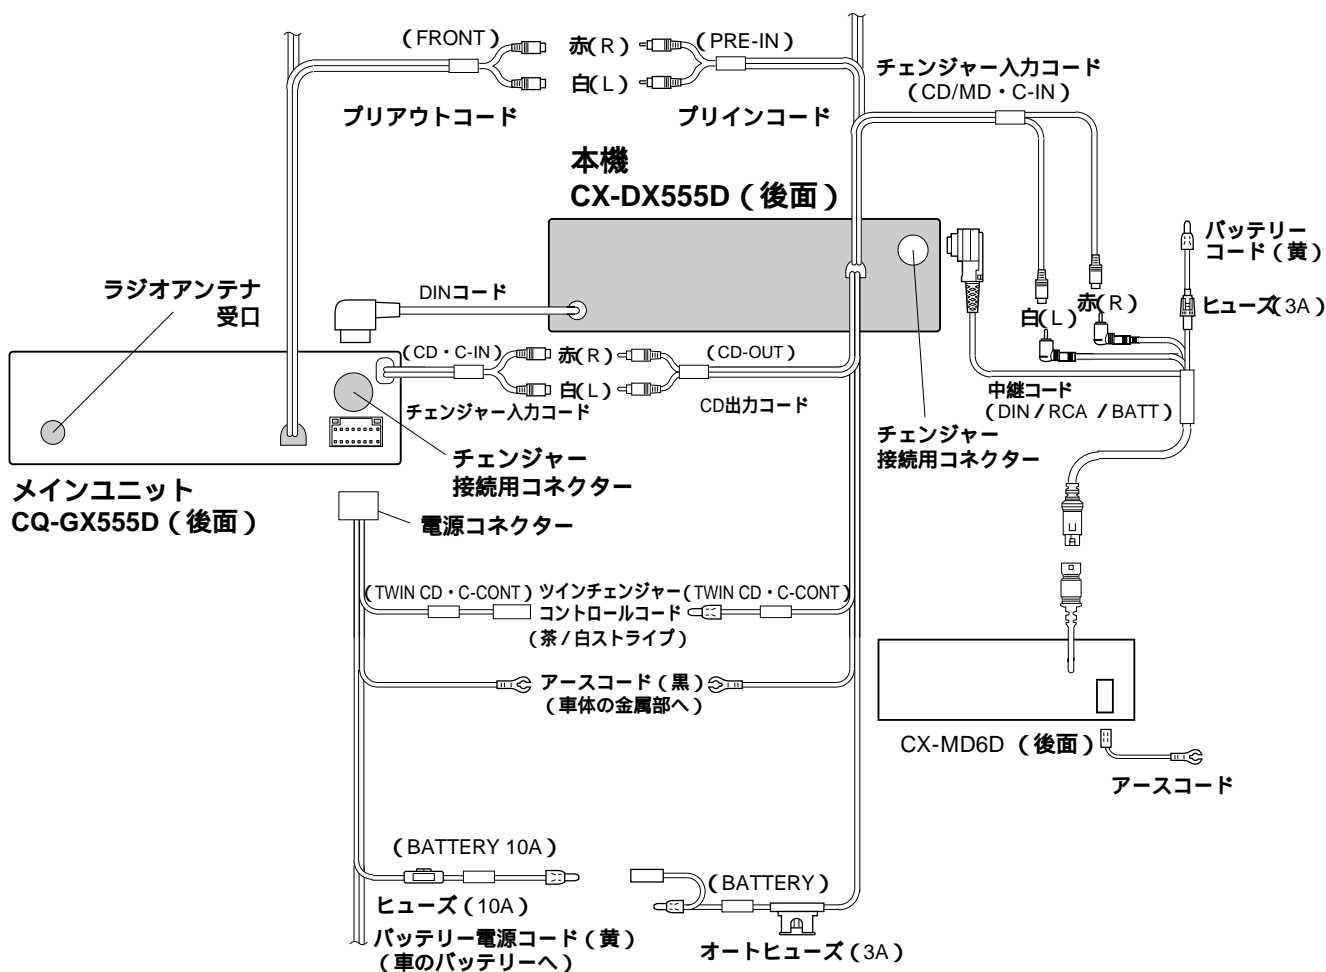 （FRONT）
赤（R）
（PRE-IN）
白（L）
プリアウトコード
プリインコード
チェンジャー入力コード
（CD/MD・C-IN）
本機
CX-DX555D（後面）
バッテリー
コード（黄）
ヒューズ（3A）
赤（R）
白（L）
ラジオアンテナ
受口
DINコード
（CD・C-IN）
赤（R）
（CD-OUT）
白（L）
チェンジャー入力コード
CD出力コード
中継コード
（DIN／RCA／BATT）
チェンジャー
接続用コネクター
チェンジャー
接続用コネクター
メインユニット
CQ-GX555D（後面）
電源コネクター
（TWIN CD・C-CONT）
ツインチェンジャー
（TWIN CD・C-CONT）
コントロールコード
（茶／白ストライプ）
アースコード（黒）
（車体の金属部へ）
CX-MD6D（後面）
アースコード
（BATTERY 10A）
（BATTERY）
ヒューズ（10A）
バッテリー電源コード（黄）
（車のバッテリーへ）
オートヒューズ（3A）